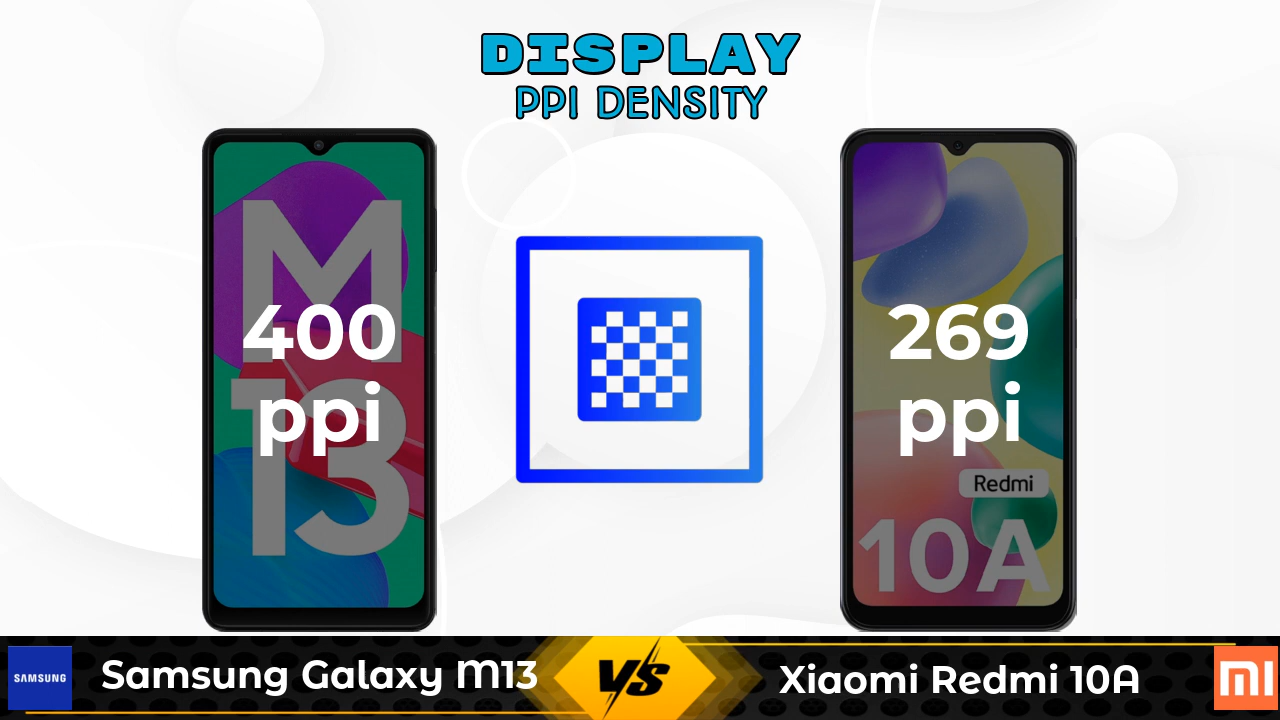 DISPLAY
PPI DENSITY
M
13
400
ppi
269
ppi
Redmi
10A
SAMSUNG
Samsung Galaxy M13
VS
Xiaomi Redmi 10A
MI